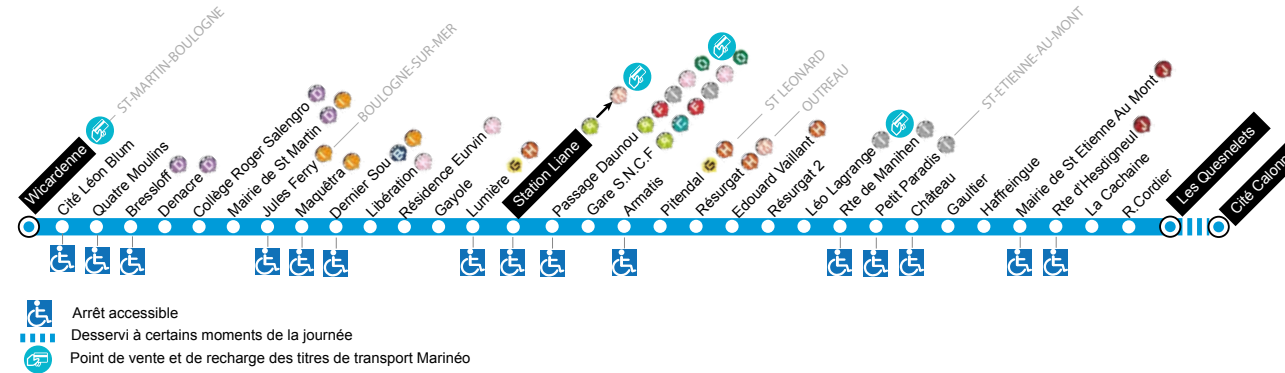 ST-MARTIN-BOULOGNE
BOULOGNE-SUR-MER
ST LEONARD
OUTREAU
ST-ETIENNE-AU-MONT
Wicardenne
Cité Léon Blum
Quatre Moulins
Bressloff
Denacre
Collège Roger Salengro
Mairie de St Martin
Jules Ferry
Maquêtra
Dernier Sou
Libération
Résidence Eurvin
Gayole
Lumière
Station Liane
Passage Daunou
Gare S.N.C.F
Armatis
Pitendal
Résurgat
Edouard Vaillant
Résurgat 2
Léo Lagrange
Rte de Manihen
Petit Paradis
Château
Gaultier
Haffreingue
Mairie de St Etienne Au Mont
Rte d'Hesdigneul
La Cachaine
R.Cordier
Les Quesnelets
Arrêt accessible
Desservi à certains moments de la journée
Point de vente et de recharge des titres de transport Marinéo